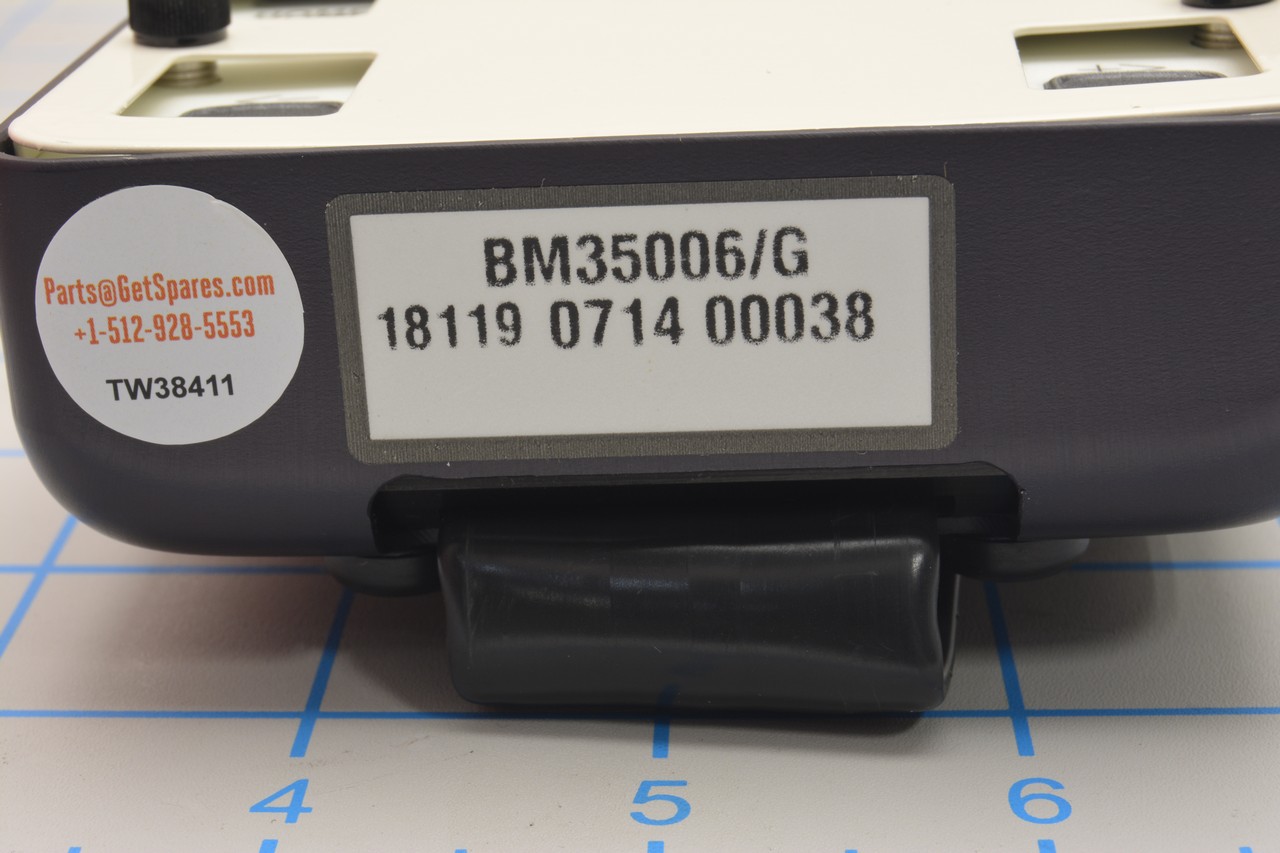 Parts@GetSpares.com
+1-512-928-5553
TW38411
BM35006/G
18119 0714 00038
4 5 6